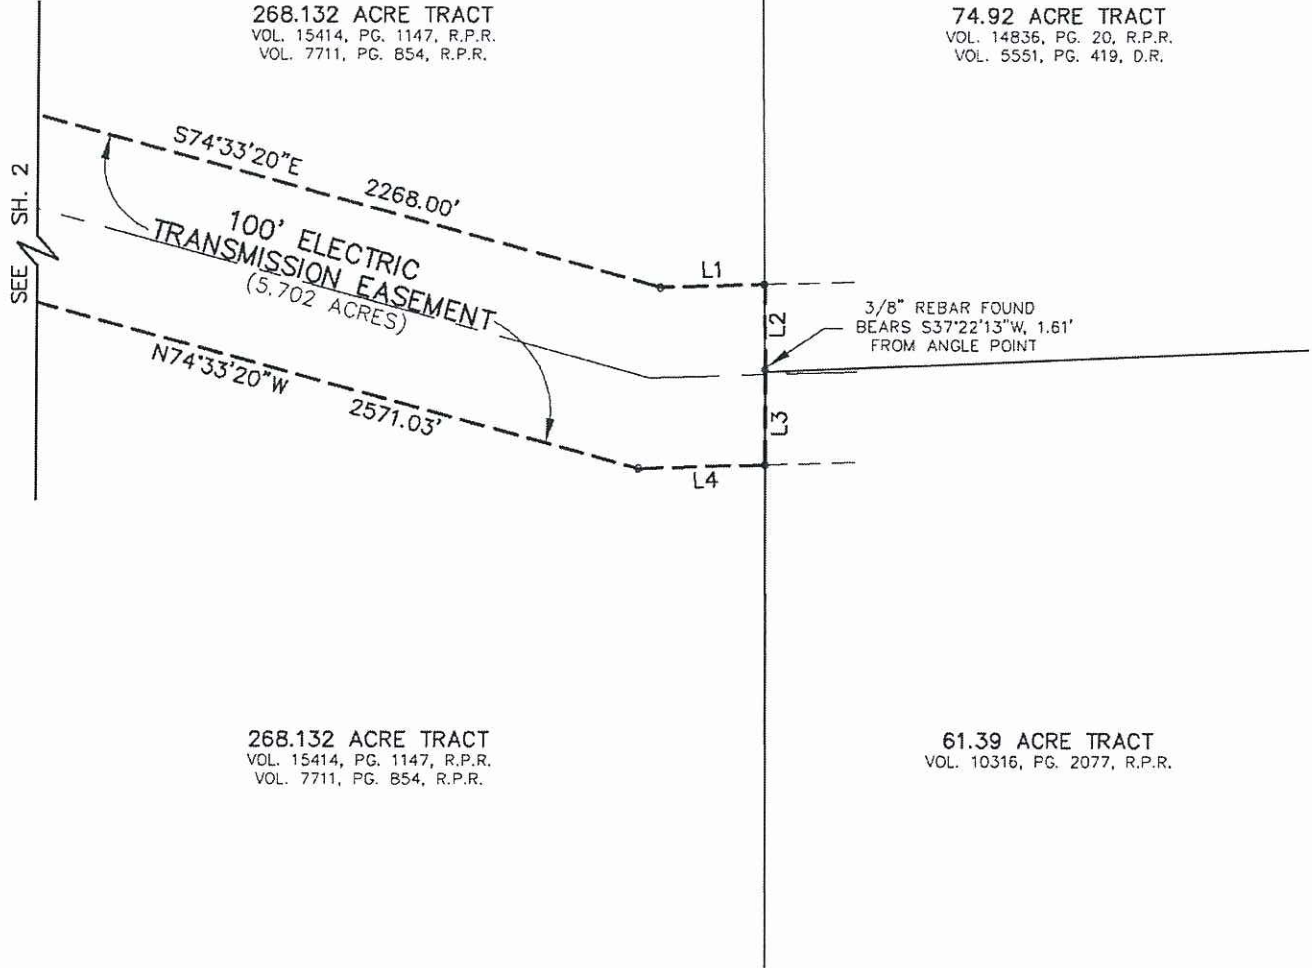 268.132 ACRE TRACT
VOL. 15414, PG. 1147, R.P.R.
VOL. 7711, PG. 854, R.P.R.
74.92 ACRE TRACT
VOL. 14836, PG. 20, R.P.R.
VOL. 5551, PG. 419, D.R.
SEE SH. 2
S74°33'20"E 2268.00'
100' ELECTRIC
TRANSMISSION EASEMENT
(5.702 ACRES)
N74°33'20"W 2571.03'
L1
L2
3/8" REBAR FOUND
BEARS S37°22'13"W, 1.61'
FROM ANGLE POINT
L3
L4
268.132 ACRE TRACT
VOL. 15414, PG. 1147, R.P.R.
VOL. 7711, PG. 854, R.P.R.
61.39 ACRE TRACT
VOL. 10316, PG. 2077, R.P.R.